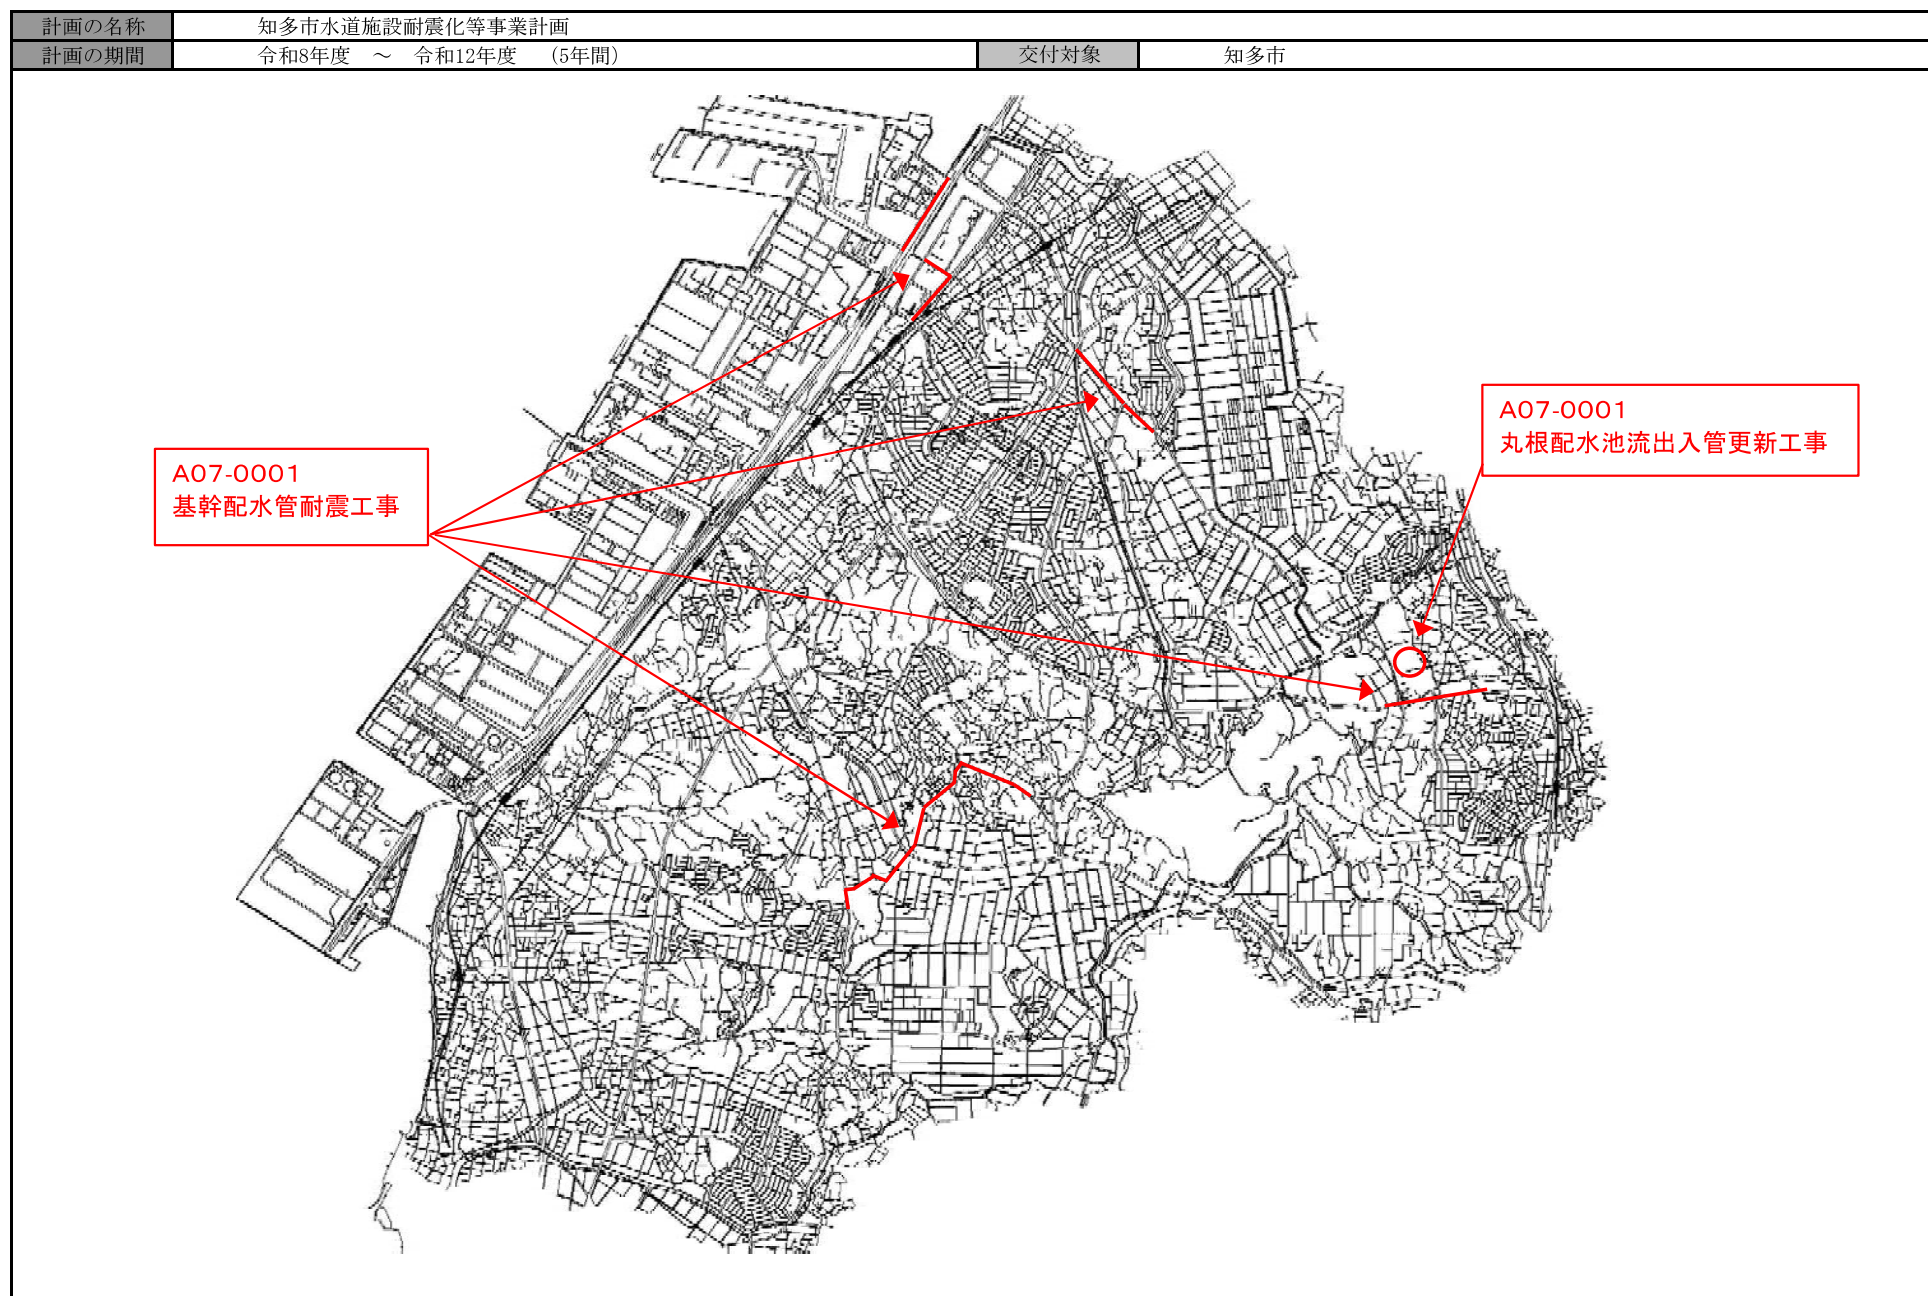 計画の名称 知多市水道施設耐震化等事業計画
計画の期間 令和8年度 ～ 令和12年度 (5年間) 交付対象 知多市
A07-0001
丸根配水池流出入管更新工事
A07-0001
基幹配水管耐震工事